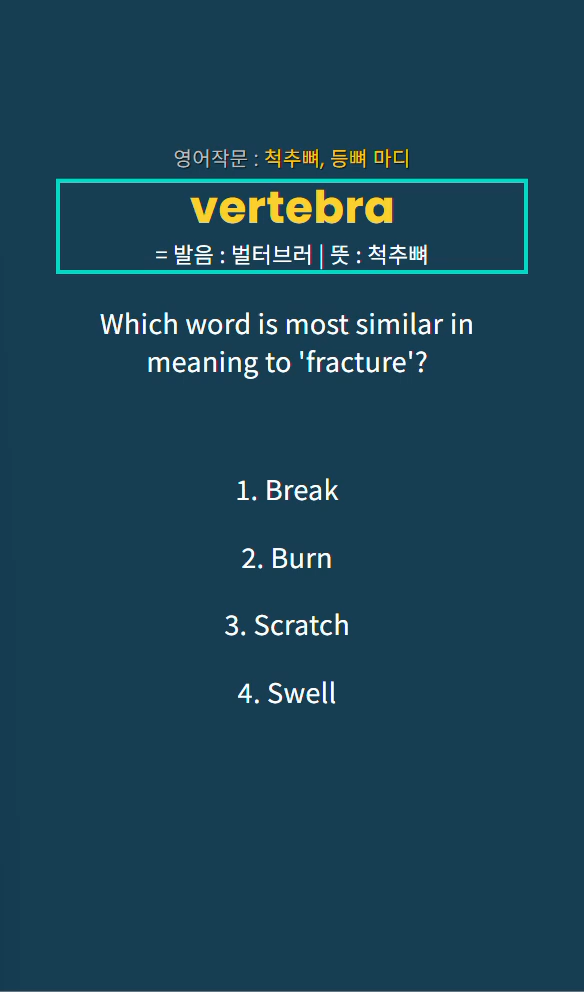 영어작문 : 척추뼈, 등뼈 마디
vertebra
= 발음 : 벌터브러 | 뜻 : 척추뼈
Which word is most similar in
meaning to 'fracture'?
1. Break
2. Burn
3. Scratch
4. Swell